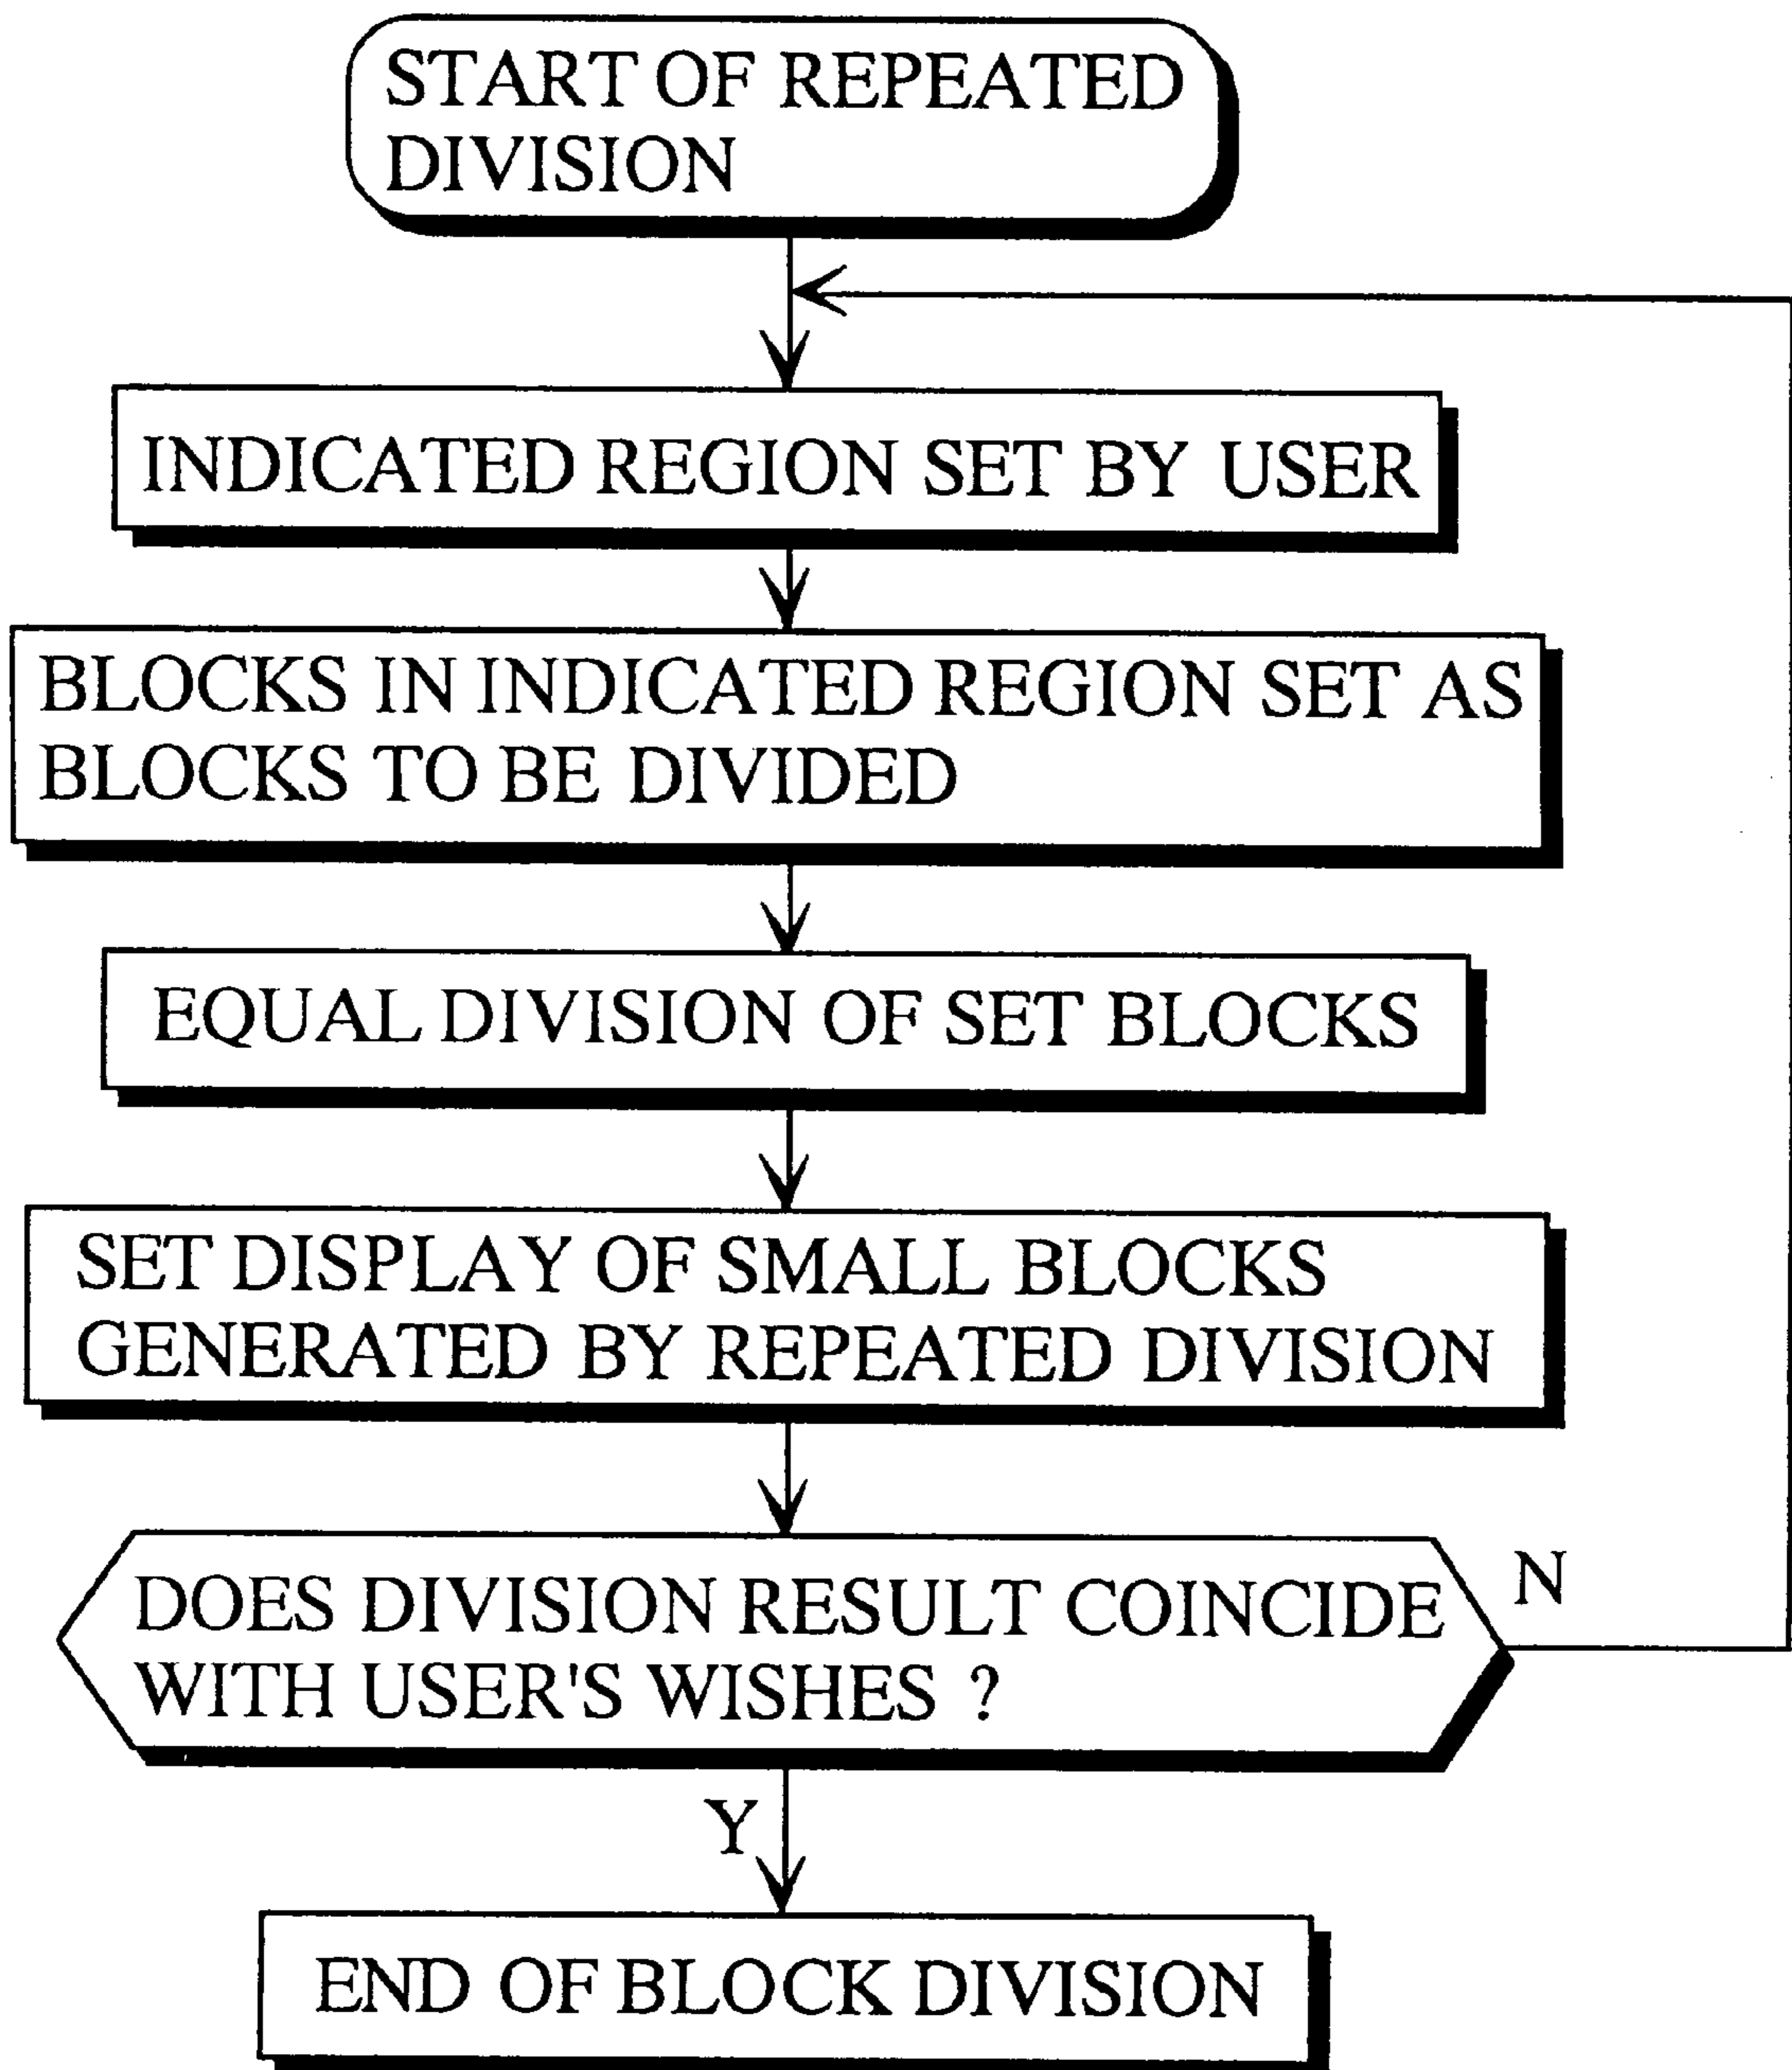 START OF REPEATED
DIVISION
INDICATED REGION SET BY USER
BLOCKS IN INDICATED REGION SET AS
BLOCKS TO BE DIVIDED
EQUAL DIVISION OF SET BLOCKS
SET DISPLAY OF SMALL BLOCKS
GENERATED BY REPEATED DIVISION
DOES DIVISION RESULT COINCIDE
WITH USER'S WISHES ?
N
Y
END OF BLOCK DIVISION